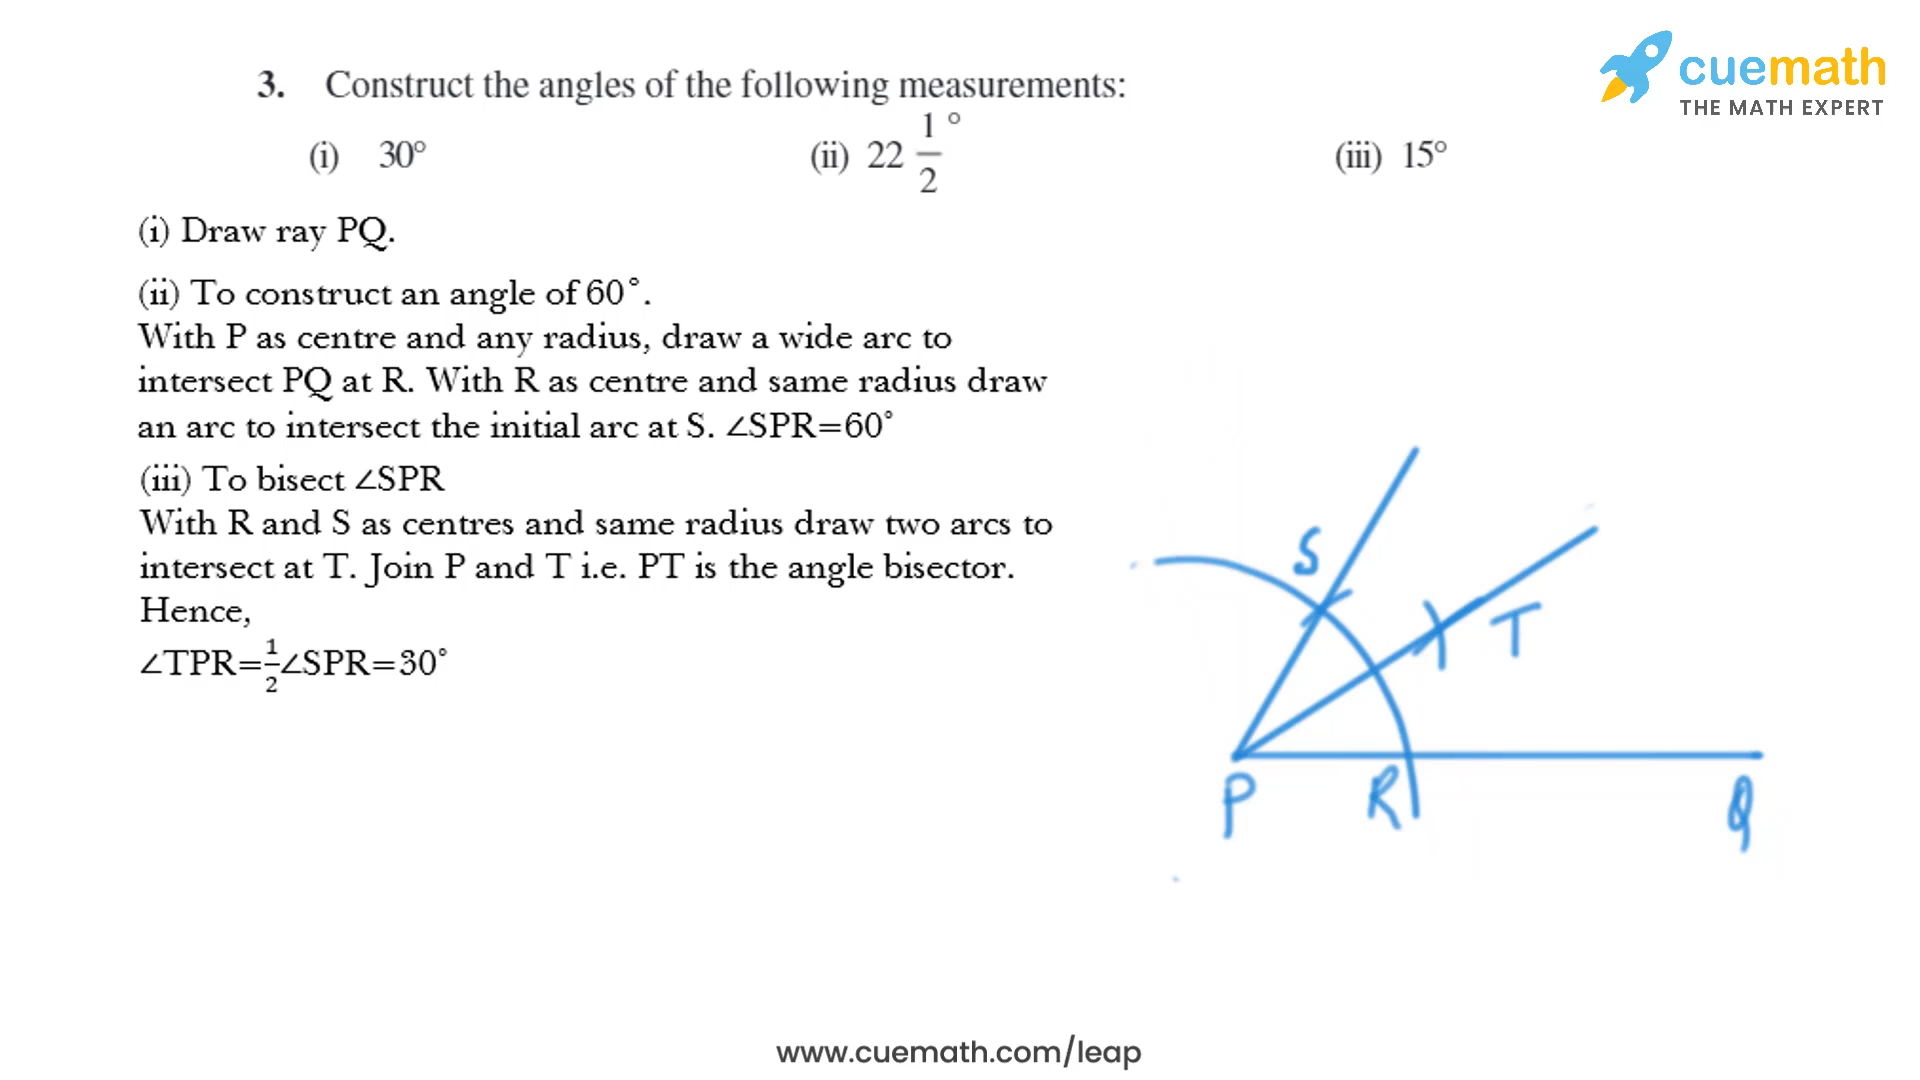 cuemath
THE MATH EXPERT
3. Construct the angles of the following measurements:
(i) 30° (ii) 22 1/2° (iii) 15°
(i) Draw ray PQ.
(ii) To construct an angle of 60°.
With P as centre and any radius, draw a wide arc to
intersect PQ at R. With R as centre and same radius draw
an arc to intersect the initial arc at S. ∠SPR=60°
(iii) To bisect ∠SPR
With R and S as centres and same radius draw two arcs to
intersect at T. Join P and T i.e. PT is the angle bisector.
Hence,
∠TPR=1/2∠SPR=30°
S
T
P R Q
www.cuemath.com/leap